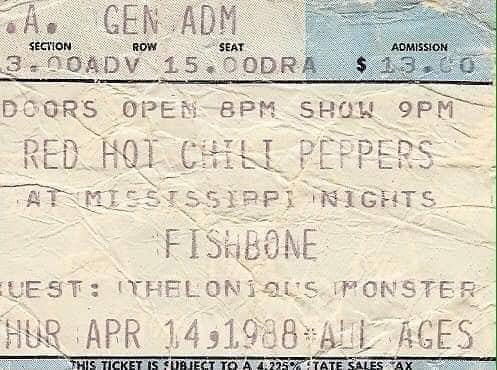 .A. GEN ADM
SECTION ROW SEAT ADMISSION
3.00ADV 15.00DRA $ 13.00
DOORS OPEN 8PM SHOW 9PM
RED HOT CHILI PEPPERS
AT MISSISSIPPI NIGHTS
FISHBONE
UEST: THELONIOUS MONSTER
HUR APR 14,1988*ALL AGES
THIS TICKET IS SUBJECT TO A 4.225% STATE SALES TAX